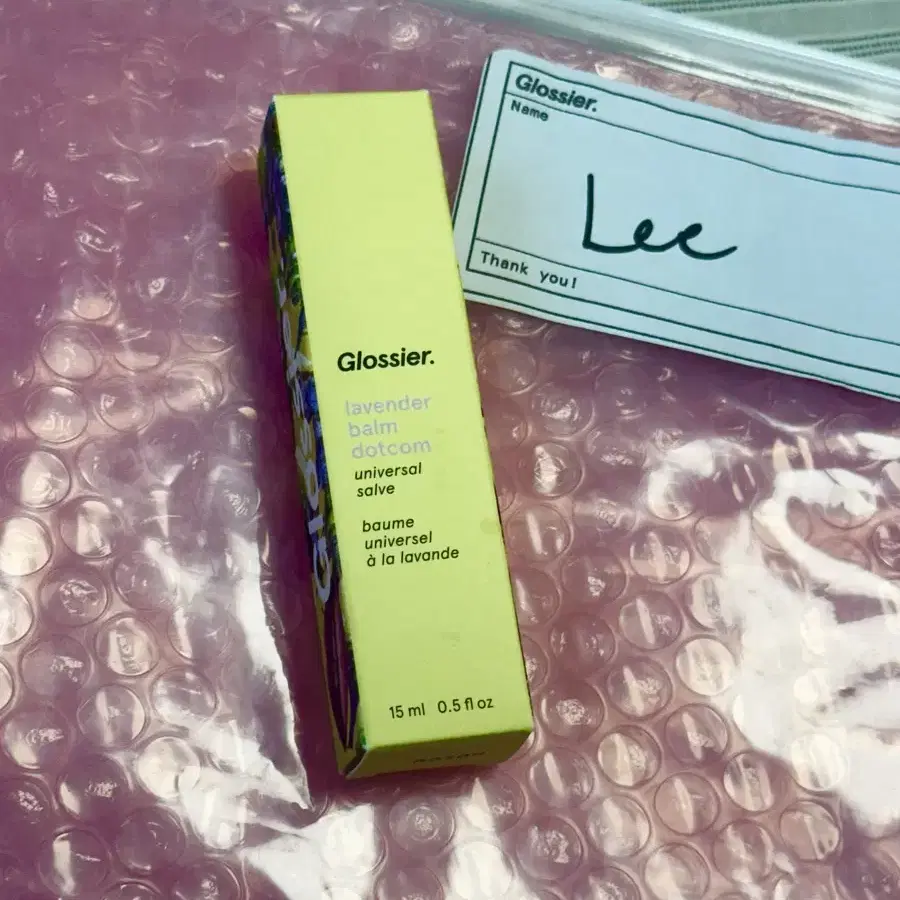 Glossier.
Name
Lee
Thank you!
Glossier.
lavender
balm
dotcom
universal
salve
baume
universel
à la lavande
15 ml 0.5 fl oz